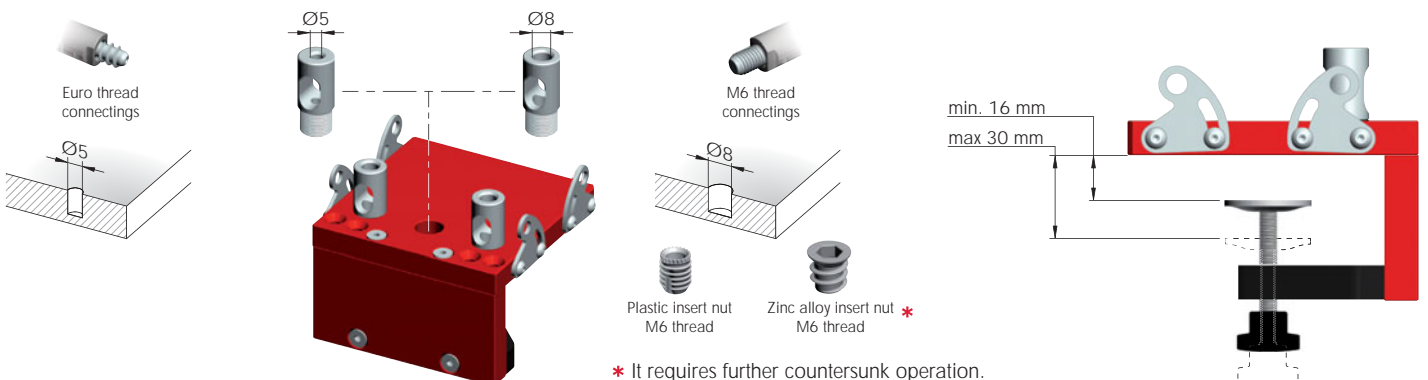 Ø5
Ø8
Euro thread
connectings
M6 thread
connectings
min. 16 mm
max 30 mm
Ø5
Ø8
Plastic insert nut
M6 thread
Zinc alloy insert nut *
M6 thread
* It requires further countersunk operation.